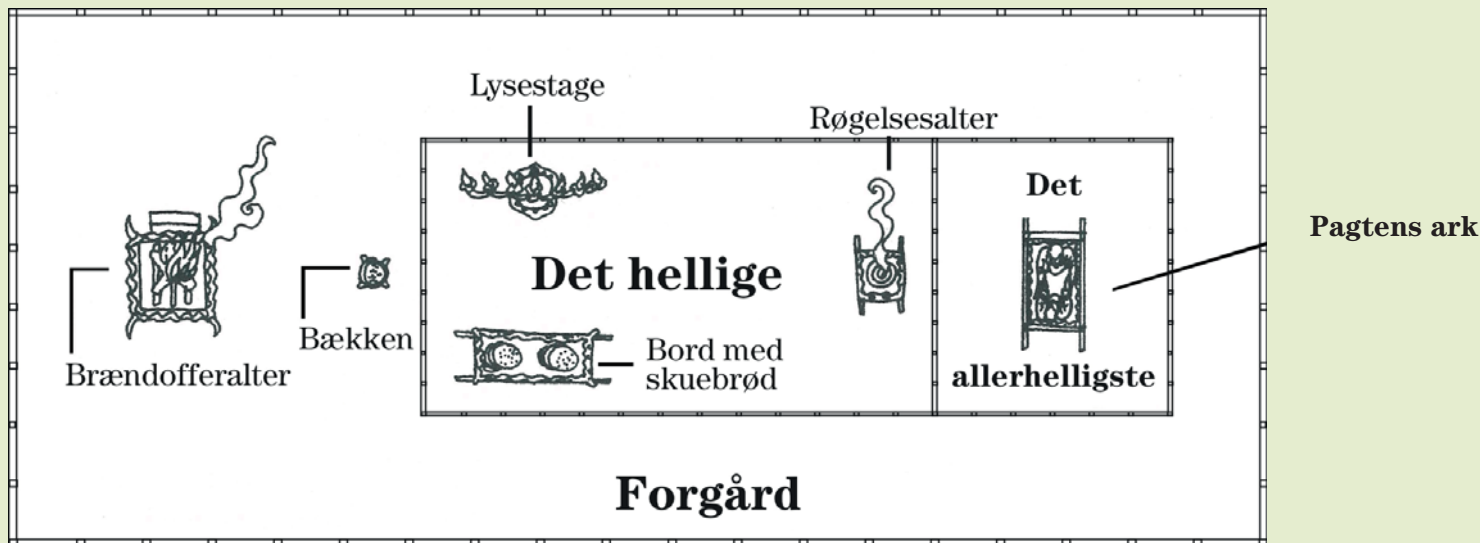 Lysestage
Røgelsesalter
Det
Pagtens ark
Det hellige
Bækken
Bord med
skuebrød
Brændofferalter
allerhelligste
Forgård